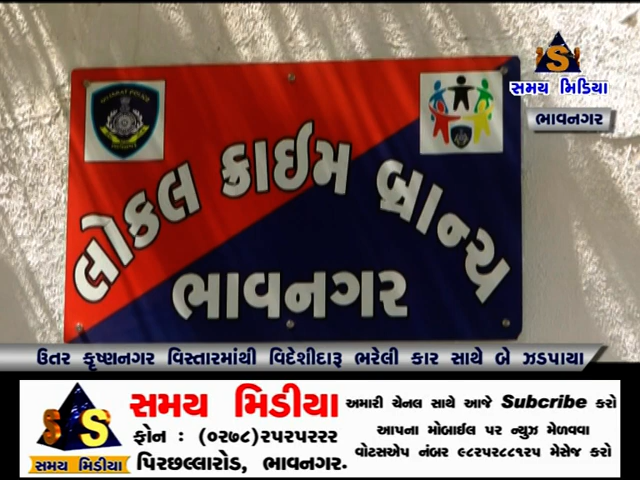 S
સમય મિડિયા
ભાવનગર
લોકલ ક્રાઈમ બ્રાન્ચ
ભાવનગર
ઉતર કૃષ્ણનગર વિસ્તારમાંથી વિદેશીદારૂ ભરેલી કાર સાથે બે ઝડપાયા
સમય મિડીયા
ફોન : (૦૨૭૮)૨૫૨૫૨૨૨
પિરછલ્લારોડ, ભાવનગર.
S S S
સમય મિડીયા
અમારી ચેનલ સાથે આજે Subcribe કરો
આપના મોબાઈલ પર ન્યુઝ મેળવવા
વોટસએપ નંબર ૯૮૨૫૨૮૮૧૨૫ મેસેજ કરો